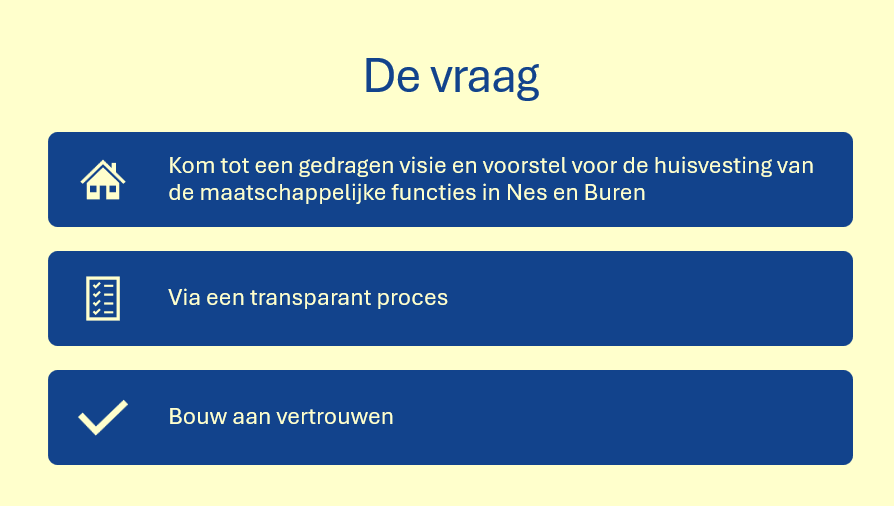 De vraag
Kom tot een gedragen visie en voorstel voor de huisvesting van
de maatschappelijke functies in Nes en Buren
Via een transparant proces
Bouw aan vertrouwen